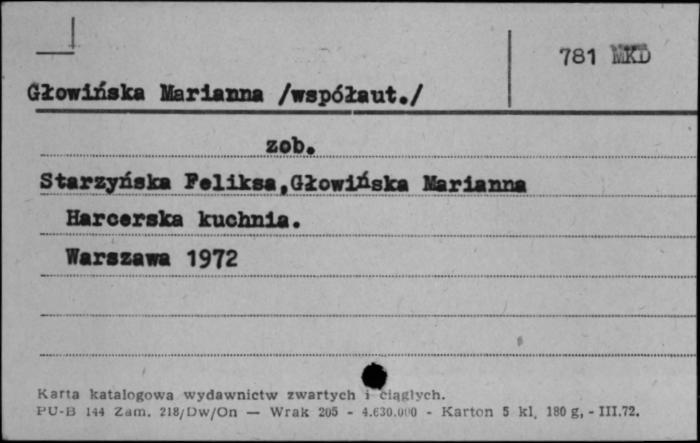 781 MKD
Głowińska Marianna /współaut./
zob.
Starzyńska Feliksa,Głowińska Marianna
Harcerska kuchnia.
Warszawa 1972
Karta katalogowa wydawnictw zwartych i ciągłych.
PU-B 144 Zam. 218/Dw/On — Wrak 205 - 4.630.000 - Karton 5 kl, 180 g, - III.72.